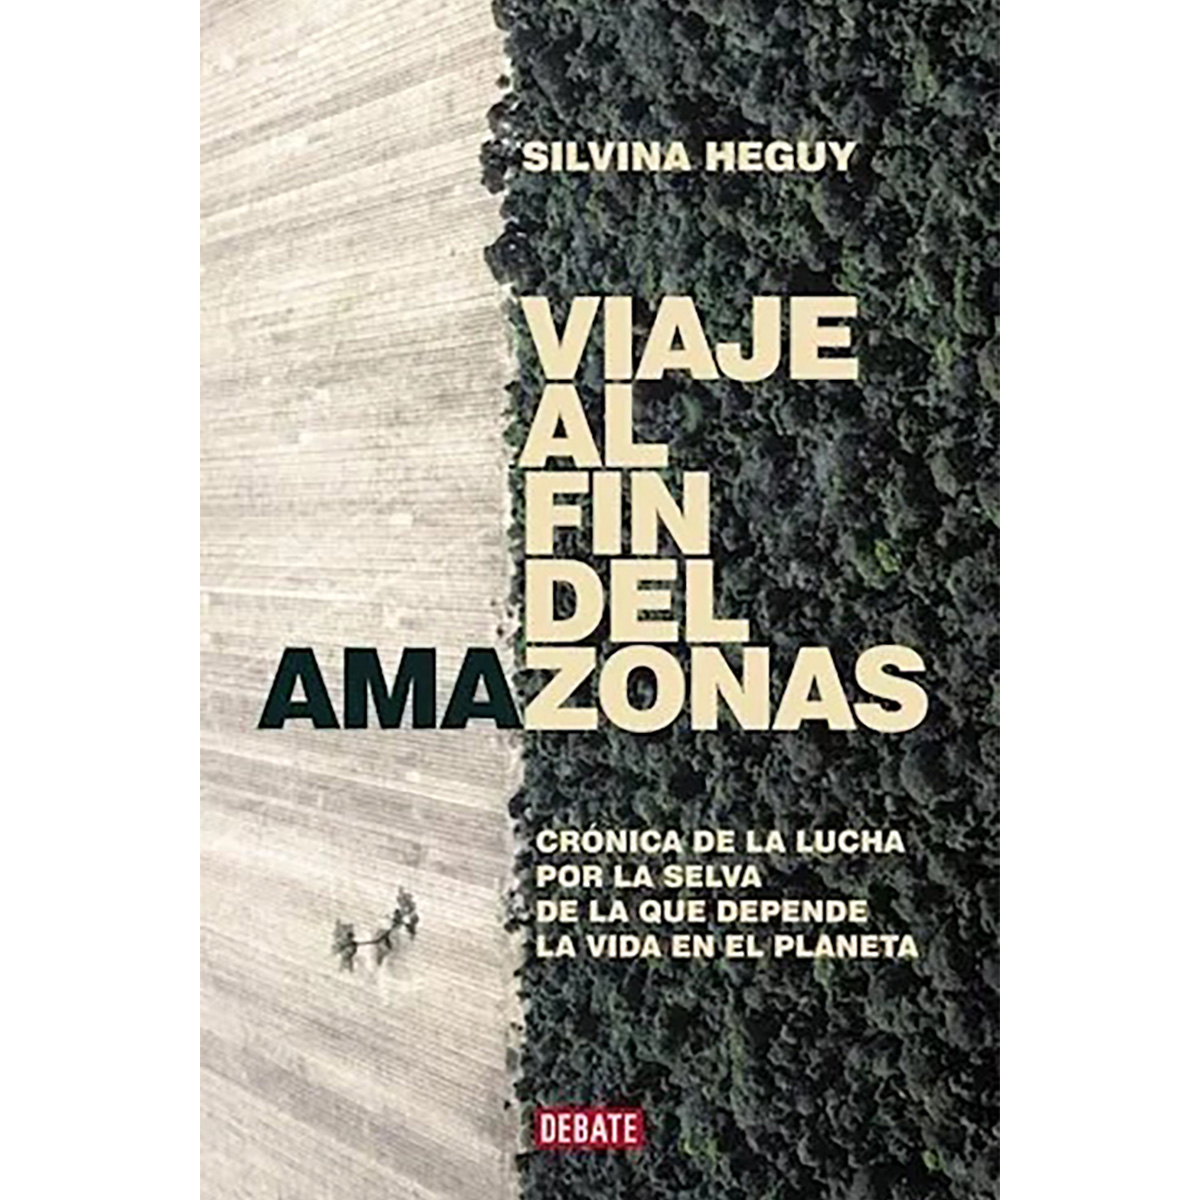 SILVINA HEGUY
VIAJE
AL
FIN
DEL
AMAZONAS
CRÓNICA DE LA LUCHA
POR LA SELVA
DE LA QUE DEPENDE
LA VIDA EN EL PLANETA
DEBATE